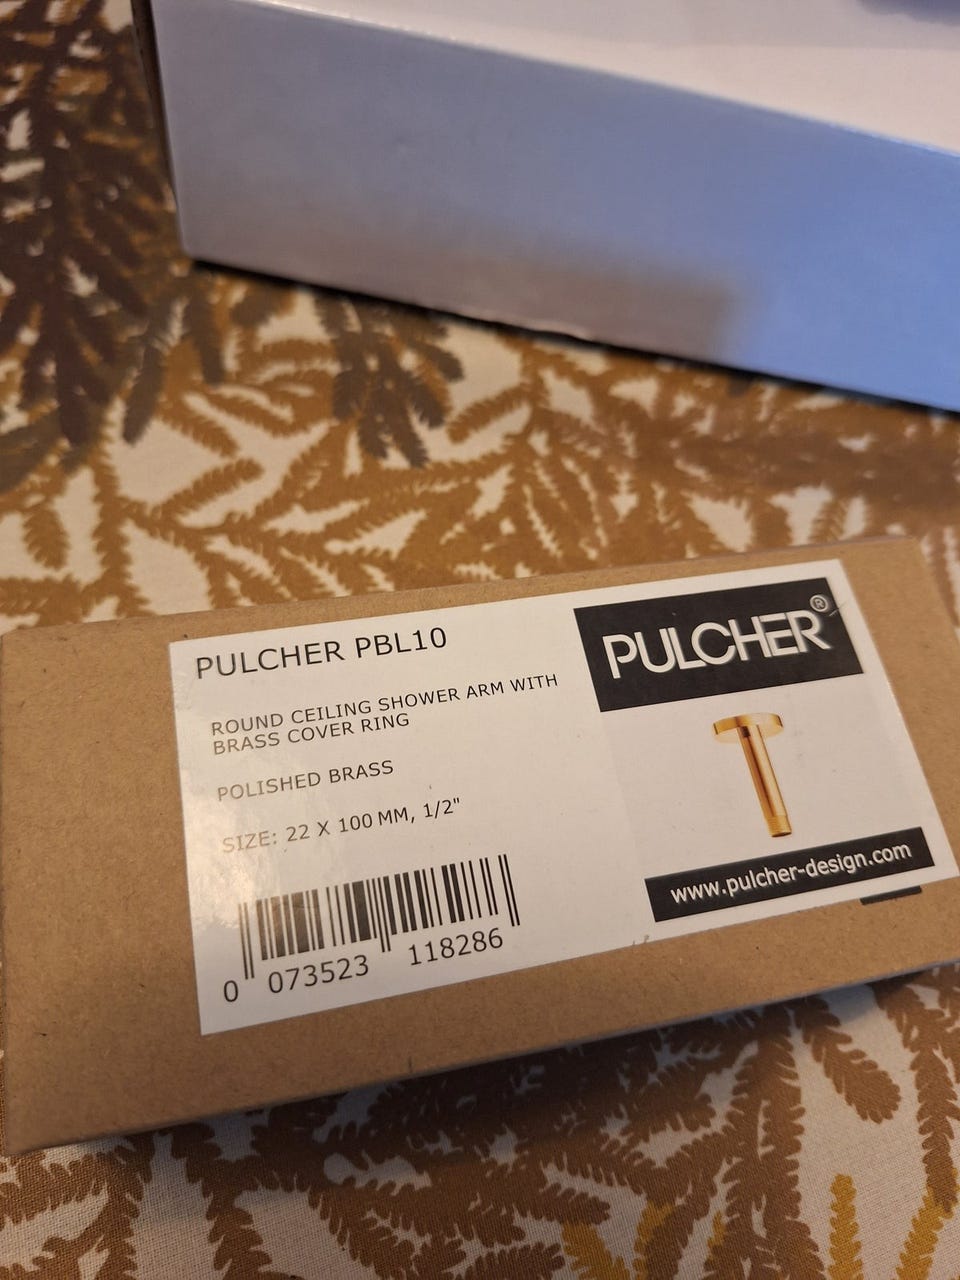 PULCHER PBL10
ROUND CEILING SHOWER ARM WITH
BRASS COVER RING
POLISHED BRASS
SIZE: 22 X 100 MM, 1/2"
0 073523 118286
PULCHER®
www.pulcher-design.com